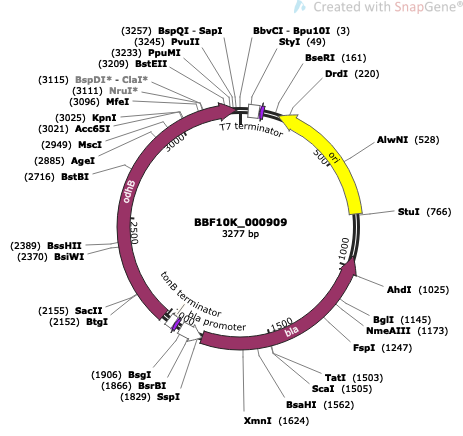 Created with SnapGene®
(3257) BspQI - SapI
(3245) PvuII
(3233) PpuMI
(3209) BstEII
(3115) BspDI* - ClaI*
(3111) NruI*
(3096) MfeI
(3025) KpnI
(3021) Acc65I
(2949) MscI
(2885) AgeI
(2716) BstBI
(2389) BssHII
(2370) BsiWI
(2155) SacII
(2152) BtgI
(1906) BsgI
(1866) BsrBI
(1829) SspI
BbvCI - Bpu10I (3)
StyI (49)
BseRI (161)
DrdI (220)
AlwNI (528)
StuI (766)
AhdI (1025)
BglI (1145)
NmeAIII (1173)
FspI (1247)
TatI (1503)
ScaI (1505)
BsaHI (1562)
XmnI (1624)
T7 terminator
ori
bla
bla promoter
tonB terminator
odhB
500
1000
1500
2500
3000
BBF10K_000909
3277 bp